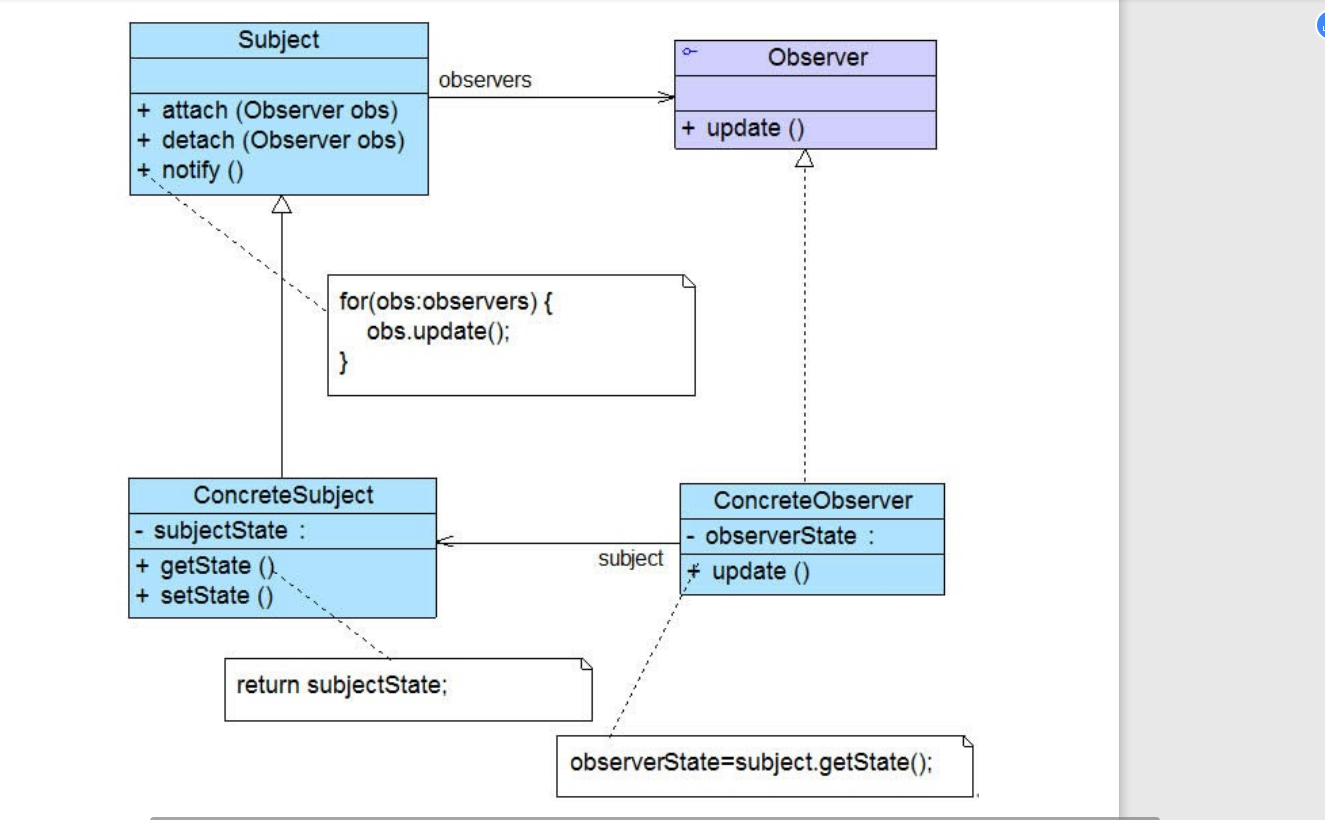 Subject
+ attach (Observer obs)
+ detach (Observer obs)
+ notify ()
observers
Observer
+ update ()
for(obs:observers) {
obs.update();
}
ConcreteSubject
- subjectState :
+ getState ()
+ setState ()
subject
ConcreteObserver
- observerState :
+ update ()
return subjectState;
observerState=subject.getState();